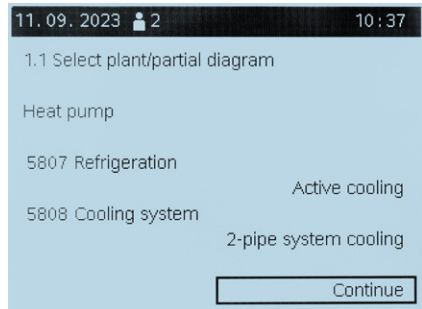 11.09.2023 2 10:37
1.1 Select plant/partial diagram
Heat pump
5807 Refrigeration
Active cooling
5808 Cooling system
2-pipe system cooling
Continue